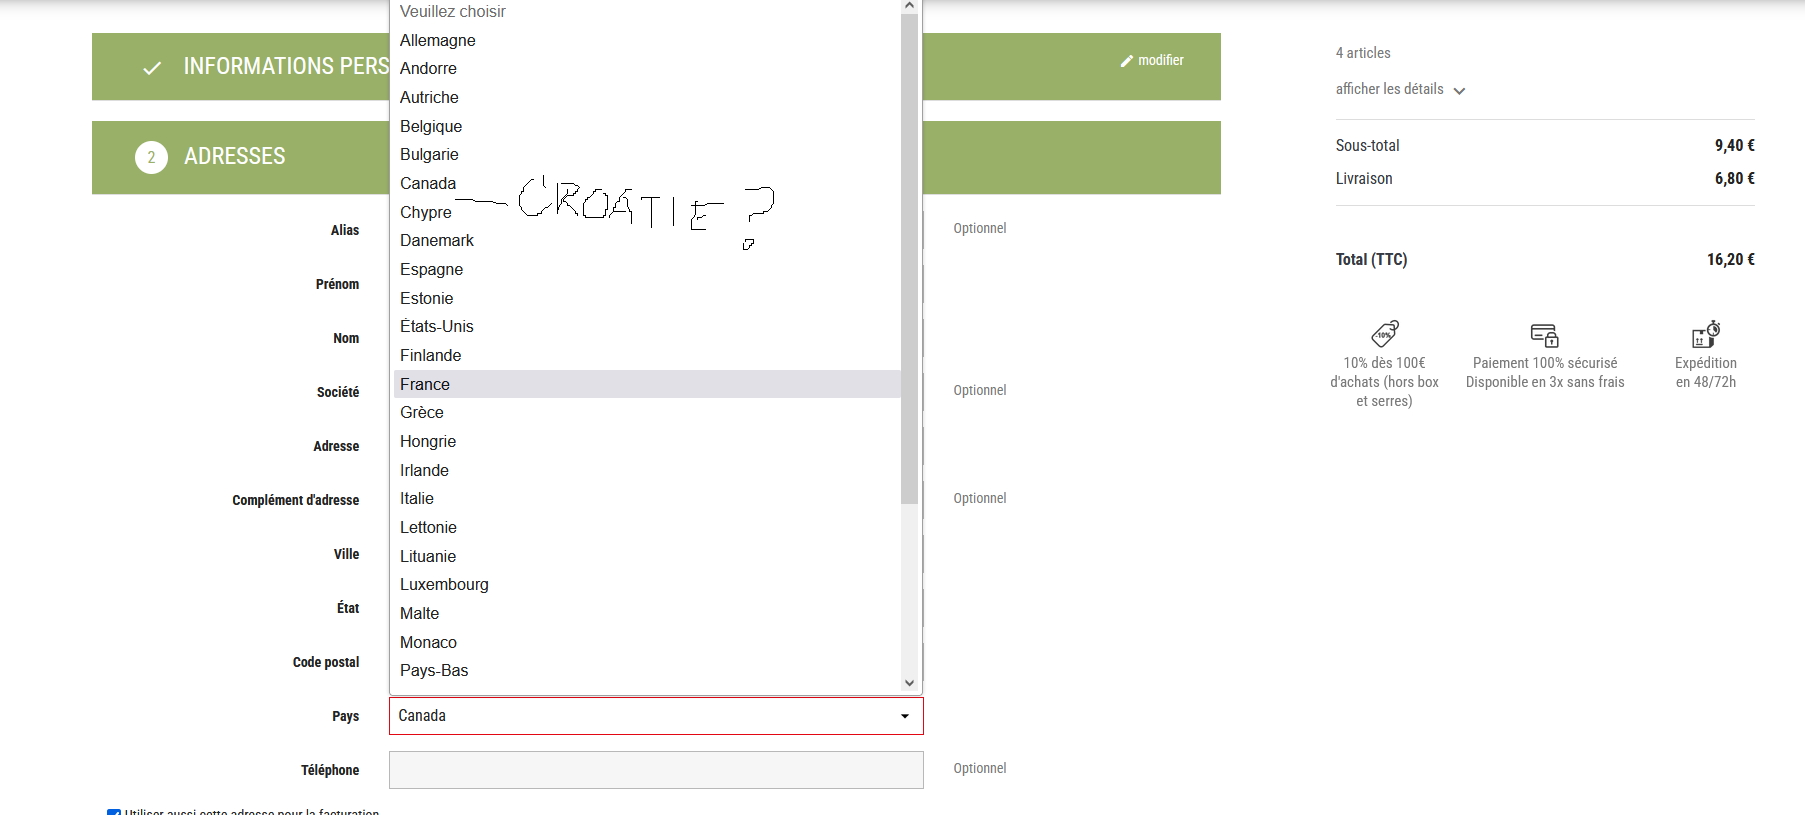 INFORMATIONS PERS
modifier
2 ADRESSES
Veuillez choisir
Allemagne
Andorre
Autriche
Belgique
Bulgarie
Canada
Chypre
CROATIE ?
Danemark
Espagne
Estonie
États-Unis
Finlande
France
Grèce
Hongrie
Irlande
Italie
Lettonie
Lituanie
Luxembourg
Malte
Monaco
Pays-Bas
Alias
Optionnel
Prénom
Nom
Société
Optionnel
Adresse
Complément d'adresse
Optionnel
Ville
État
Code postal
Pays
Canada
Téléphone
Optionnel
Utiliser aussi cette adresse pour la facturation
4 articles
afficher les détails
Sous-total 9,40 €
Livraison 6,80 €
Total (TTC) 16,20 €
-10%
10% dès 100€
d'achats (hors box
et serres)
Paiement 100% sécurisé
Disponible en 3x sans frais
Expédition
en 48/72h